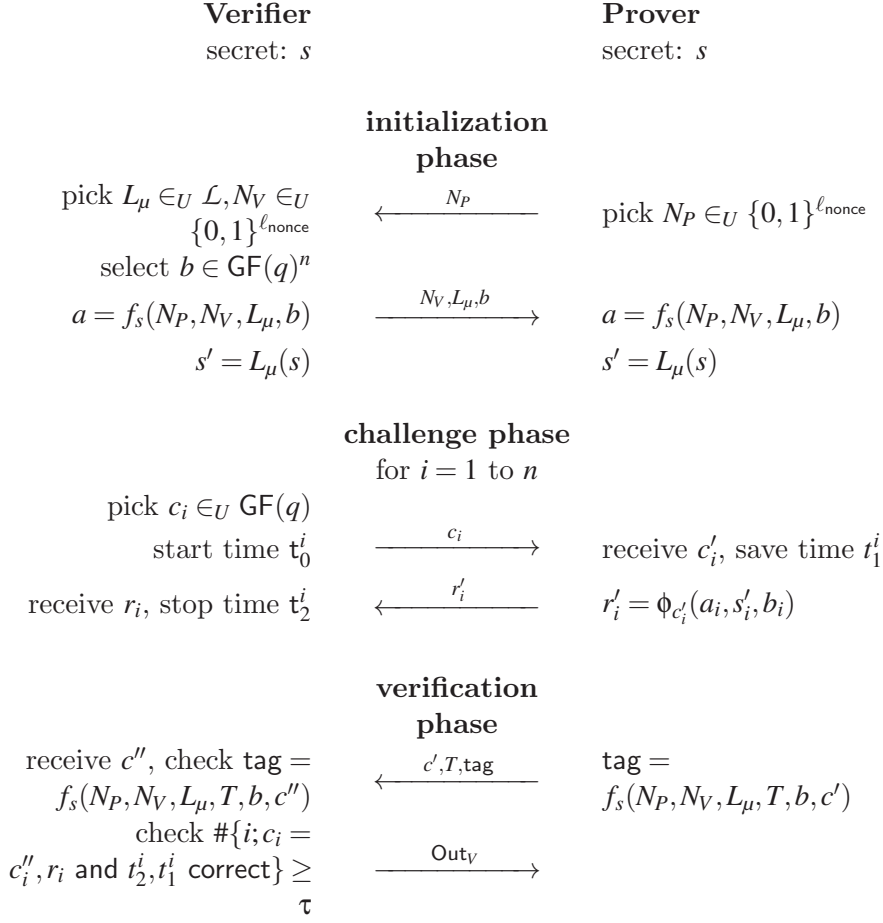 Verifier Prover
secret: s secret: s
initialization
phase
pick L_μ ∈_U ℒ, N_V ∈_U
{0, 1}^{ℓ_nonce}
N_P
pick N_P ∈_U {0, 1}^{ℓ_nonce}
select b ∈ GF(q)^n
a = f_s(N_P, N_V, L_μ, b)
N_V, L_μ, b
a = f_s(N_P, N_V, L_μ, b)
s′ = L_μ(s) s′ = L_μ(s)
challenge phase
for i = 1 to n
pick c_i ∈_U GF(q)
start time t_0^i
c_i
receive c′_i, save time t_1^i
receive r_i, stop time t_2^i
r′_i
r′_i = ϕ_{c′_i}(a_i, s′_i, b_i)
verification
phase
receive c″, check tag =
f_s(N_P, N_V, L_μ, T, b, c″)
c′, T, tag
tag =
f_s(N_P, N_V, L_μ, T, b, c′)
check #{i; c_i =
c″_i, r_i and t_2^i, t_1^i correct} ≥
τ
Out_V